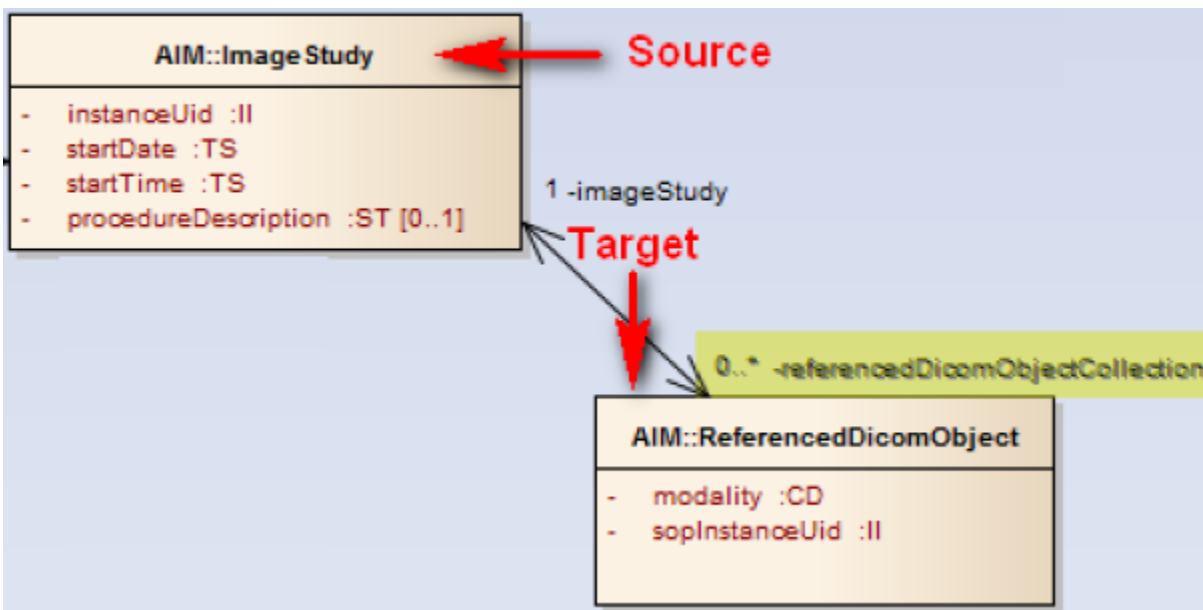 AIM::ImageStudy
Source
- instanceUid :II
- startDate :TS
- startTime :TS
- procedureDescription :ST [0..1]
1 -imageStudy
Target
0..* -referencedDicomObjectCollection
AIM::ReferencedDicomObject
- modality :CD
- sopInstanceUid :II